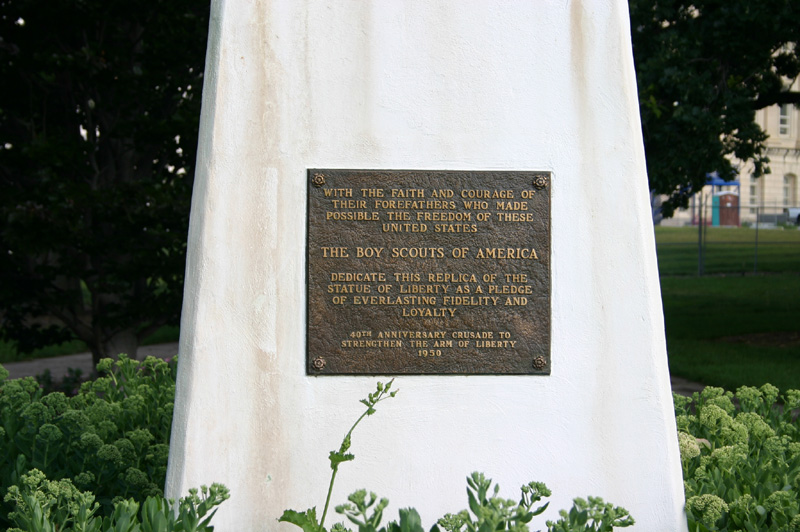 WITH THE FAITH AND COURAGE OF
THEIR FOREFATHERS WHO MADE
POSSIBLE THE FREEDOM OF THESE
UNITED STATES
THE BOY SCOUTS OF AMERICA
DEDICATE THIS REPLICA OF THE
STATUE OF LIBERTY AS A PLEDGE
OF EVERLASTING FIDELITY AND
LOYALTY
40TH ANNIVERSARY CRUSADE TO
STRENGTHEN THE ARM OF LIBERTY
1950